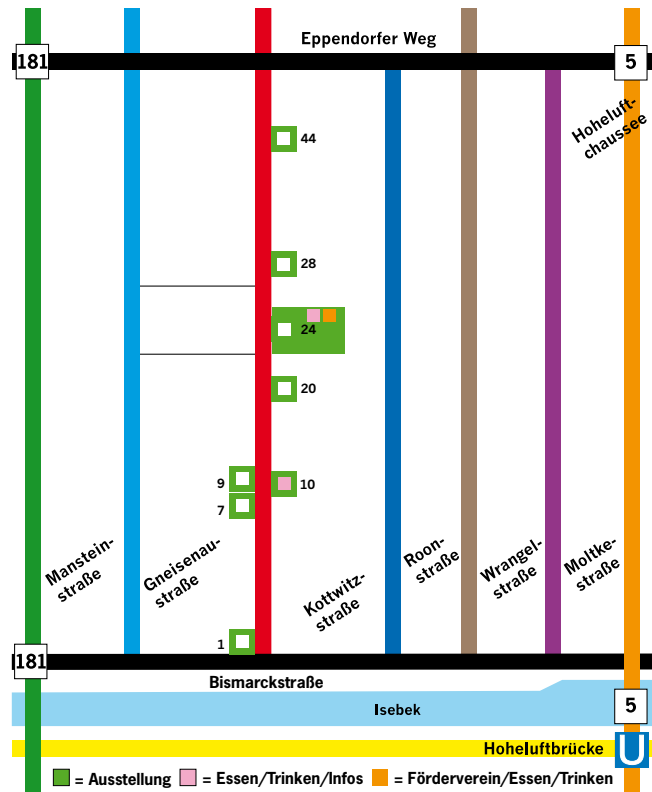 Eppendorfer Weg
181
5
Hoheluft-
chaussee
44
28
24
20
9
10
7
Manstein-
straße
Gneisenau-
straße
Kottwitz-
straße
Roon-
straße
Wrangel-
straße
Moltke-
straße
1
181
Bismarckstraße
Isebek
5
Hoheluftbrücke
U
= Ausstellung = Essen/Trinken/Infos = Förderverein/Essen/Trinken